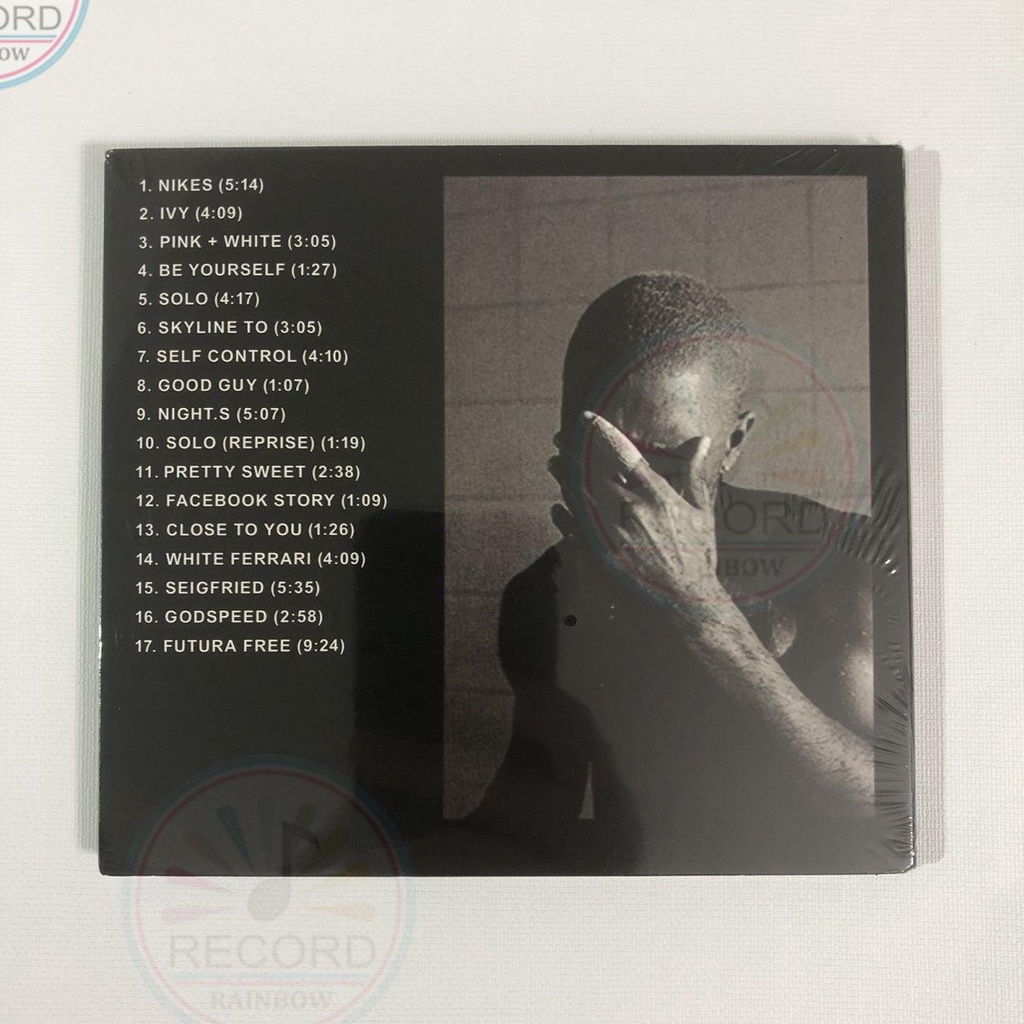 ORD
OW
1. NIKES (5:14)
2. IVY (4:09)
3. PINK + WHITE (3:05)
4. BE YOURSELF (1:27)
5. SOLO (4:17)
6. SKYLINE TO (3:05)
7. SELF CONTROL (4:10)
8. GOOD GUY (1:07)
9. NIGHT.S (5:07)
10. SOLO (REPRISE) (1:19)
11. PRETTY SWEET (2:38)
12. FACEBOOK STORY (1:09)
13. CLOSE TO YOU (1:26)
14. WHITE FERRARI (4:09)
15. SEIGFRIED (5:35)
16. GODSPEED (2:58)
17. FUTURA FREE (9:24)
RECORD
RAINBOW
RECORD
RAINBOW